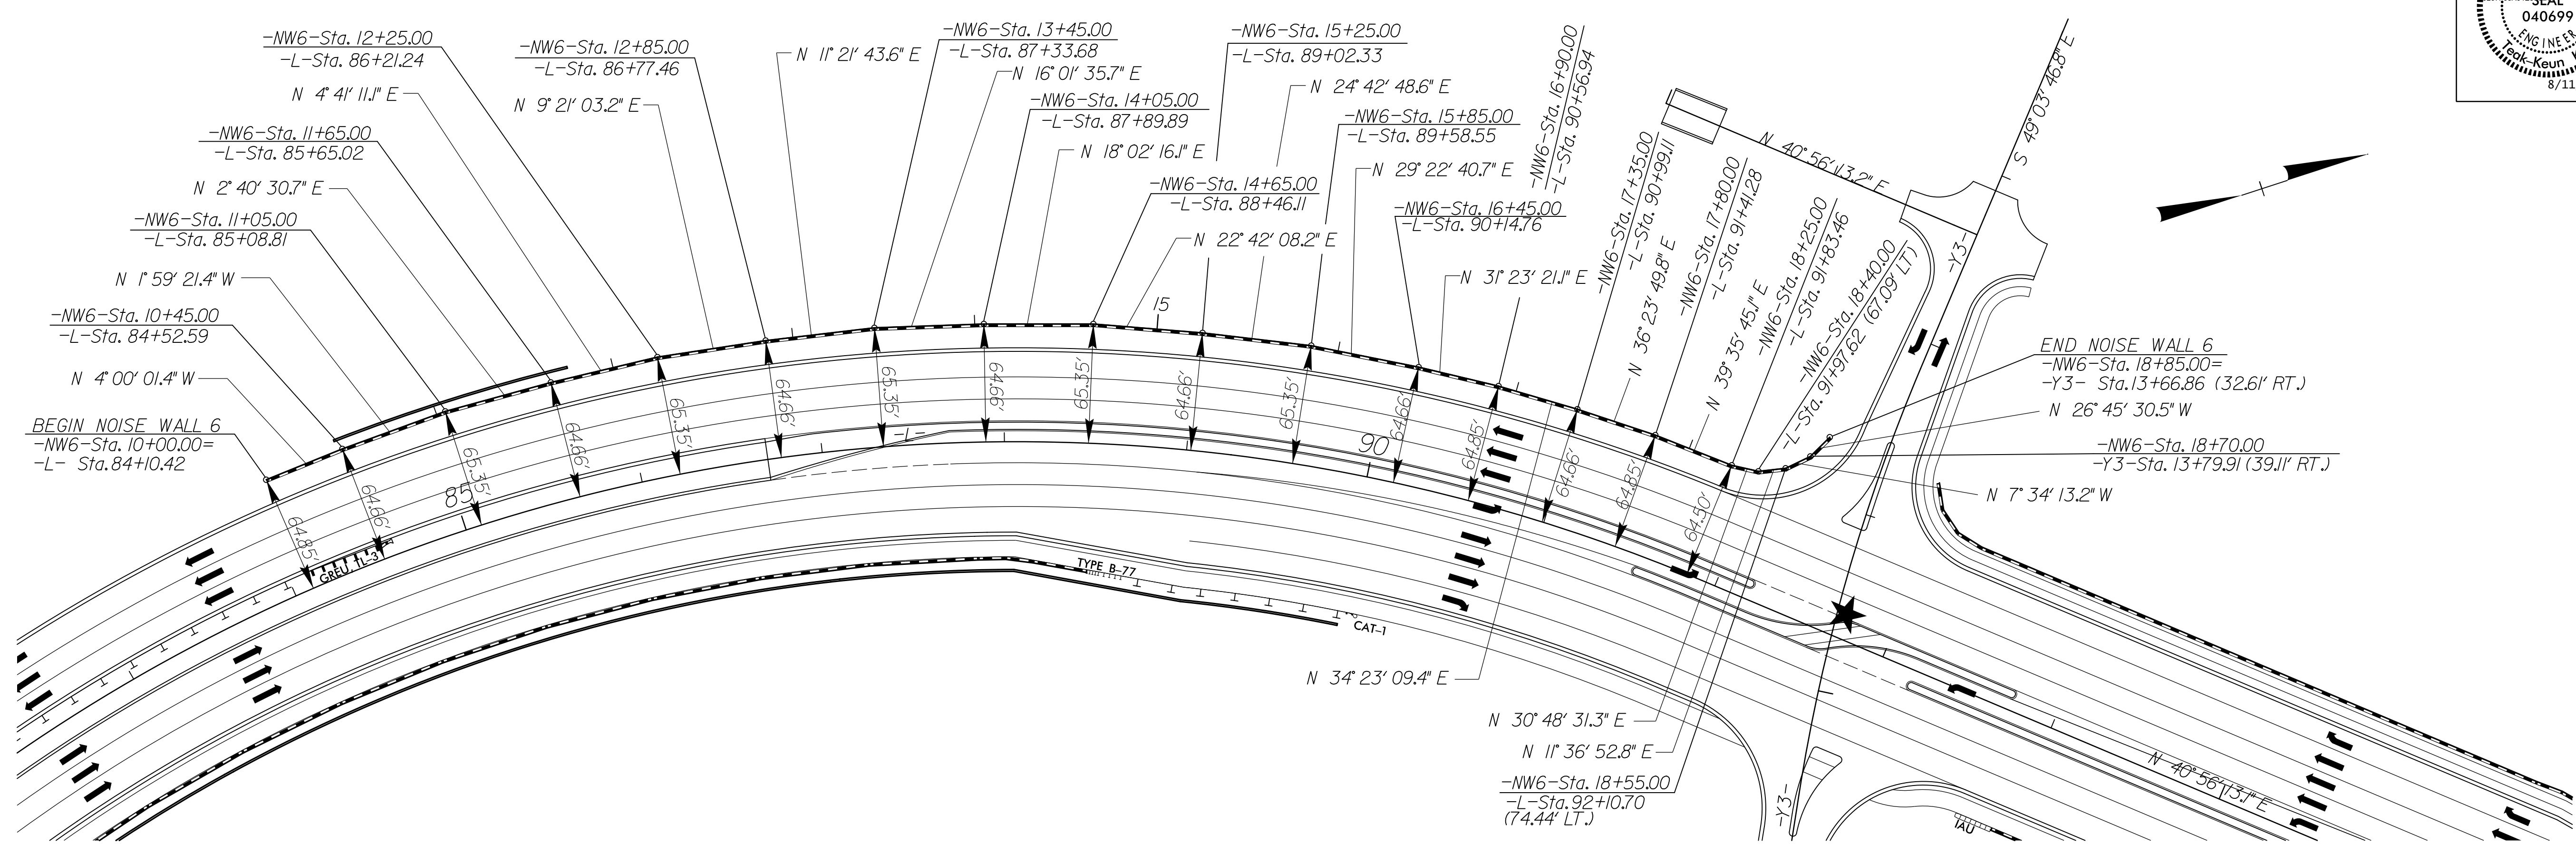 SEAL
040699
ENGINEER
Teak-Keun
8/11
-NW6-Sta. 12+25.00
-L-Sta. 86+21.24
N 4° 41' 11.1" E
-NW6-Sta. 11+65.00
-L-Sta. 85+65.02
N 2° 40' 30.7" E
-NW6-Sta. 11+05.00
-L-Sta. 85+08.81
N 1° 59' 21.4" W
-NW6-Sta. 10+45.00
-L-Sta. 84+52.59
N 4° 00' 01.4" W
BEGIN NOISE WALL 6
-NW6-Sta. 10+00.00=
-L- Sta.84+10.42
-NW6-Sta. 12+85.00
-L-Sta. 86+77.46
N 9° 21' 03.2" E
N 11° 21' 43.6" E
-NW6-Sta. 13+45.00
-L-Sta. 87+33.68
N 16° 01' 35.7" E
-NW6-Sta. 14+05.00
-L-Sta. 87+89.89
N 18° 02' 16.1" E
-NW6-Sta. 14+65.00
-L-Sta. 88+46.11
N 22° 42' 08.2" E
-NW6-Sta. 15+25.00
-L-Sta. 89+02.33
N 24° 42' 48.6" E
-NW6-Sta. 15+85.00
-L-Sta. 89+58.55
N 29° 22' 40.7" E
-NW6-Sta. 16+45.00
-L-Sta. 90+14.76
N 31° 23' 21.1" E
-NW6-Sta. 16+90.00
-L-Sta. 90+56.94
-NW6-Sta. 17+35.00
-L-Sta. 90+99.11
N 36° 23' 49.8" E
-NW6-Sta. 17+80.00
-L-Sta. 91+41.28
N 39° 35' 45.1" E
-NW6-Sta. 18+25.00
-L-Sta. 91+83.46
-NW6-Sta. 18+40.00
-L-Sta. 91+97.62 (67.09' LT)
N 40° 56' 13.2" E
S 49° 03' 46.8" E
-Y3-
END NOISE WALL 6
-NW6-Sta. 18+85.00=
-Y3- Sta.13+66.86 (32.61' RT.)
N 26° 45' 30.5" W
-NW6-Sta. 18+70.00
-Y3-Sta. 13+79.91 (39.11' RT.)
N 7° 34' 13.2" W
15
64.85'
64.66'
65.35'
64.66'
65.35'
64.66'
65.35'
64.66'
65.35'
64.66'
65.35'
64.66'
64.85'
64.66'
64.85'
64.50'
85
-L-
90
GREU, TL-3
TYPE B-77
CAT-1
N 34° 23' 09.4" E
N 30° 48' 31.3" E
N 11° 36' 52.8" E
-NW6-Sta. 18+55.00
-L-Sta. 92+10.70
(74.44' LT.)
-Y3-
IAU
N 40° 56' 13.1" E